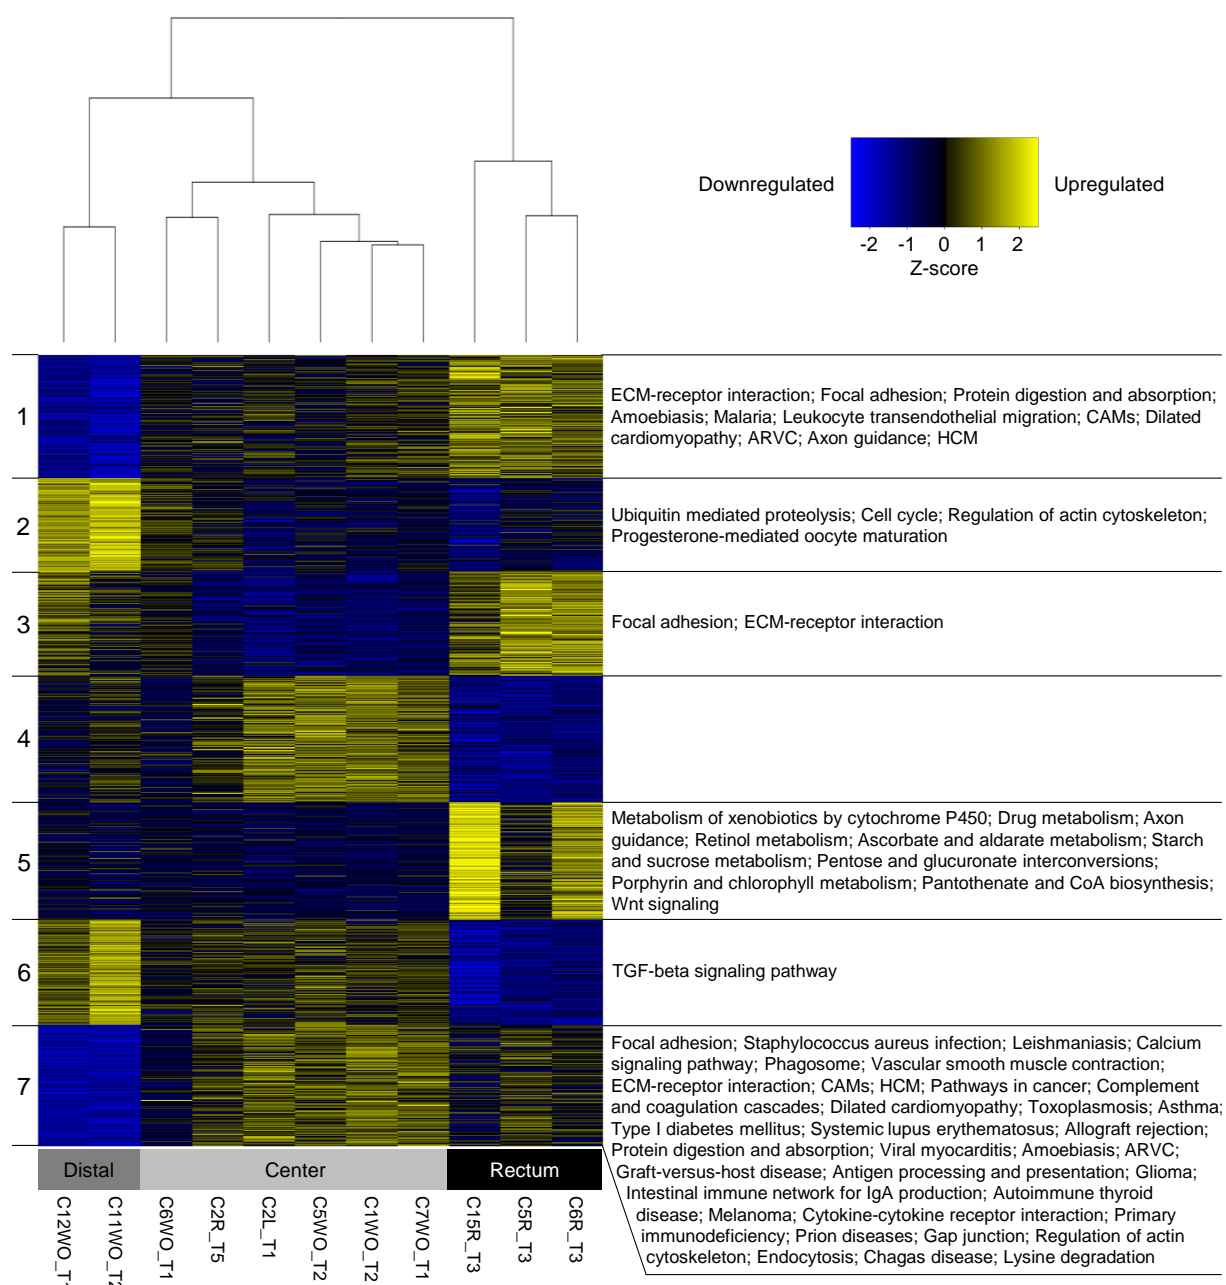 Downregulated
Upregulated
-2 -1 0 1 2
Z-score
1
ECM-receptor interaction; Focal adhesion; Protein digestion and absorption;
Amoebiasis; Malaria; Leukocyte transendothelial migration; CAMs; Dilated
cardiomyopathy; ARVC; Axon guidance; HCM
2
Ubiquitin mediated proteolysis; Cell cycle; Regulation of actin cytoskeleton;
Progesterone-mediated oocyte maturation
3
Focal adhesion; ECM-receptor interaction
4
5
Metabolism of xenobiotics by cytochrome P450; Drug metabolism; Axon
guidance; Retinol metabolism; Ascorbate and aldarate metabolism; Starch
and sucrose metabolism; Pentose and glucuronate interconversions;
Porphyrin and chlorophyll metabolism; Pantothenate and CoA biosynthesis;
Wnt signaling
6
TGF-beta signaling pathway
7
Focal adhesion; Staphylococcus aureus infection; Leishmaniasis; Calcium
signaling pathway; Phagosome; Vascular smooth muscle contraction;
ECM-receptor interaction; CAMs; HCM; Pathways in cancer; Complement
and coagulation cascades; Dilated cardiomyopathy; Toxoplasmosis; Asthma;
Type I diabetes mellitus; Systemic lupus erythematosus; Allograft rejection;
Protein digestion and absorption; Viral myocarditis; Amoebiasis; ARVC;
Graft-versus-host disease; Antigen processing and presentation; Glioma;
Intestinal immune network for IgA production; Autoimmune thyroid
disease; Melanoma; Cytokine-cytokine receptor interaction; Primary
immunodeficiency; Prion diseases; Gap junction; Regulation of actin
cytoskeleton; Endocytosis; Chagas disease; Lysine degradation
Distal
Center
Rectum
C6WO_T1
C2R_T5
C2L_T1
C5WO_T2
C1WO_T2
C7WO_T1
C15R_T3
C5R_T3
C6R_T3